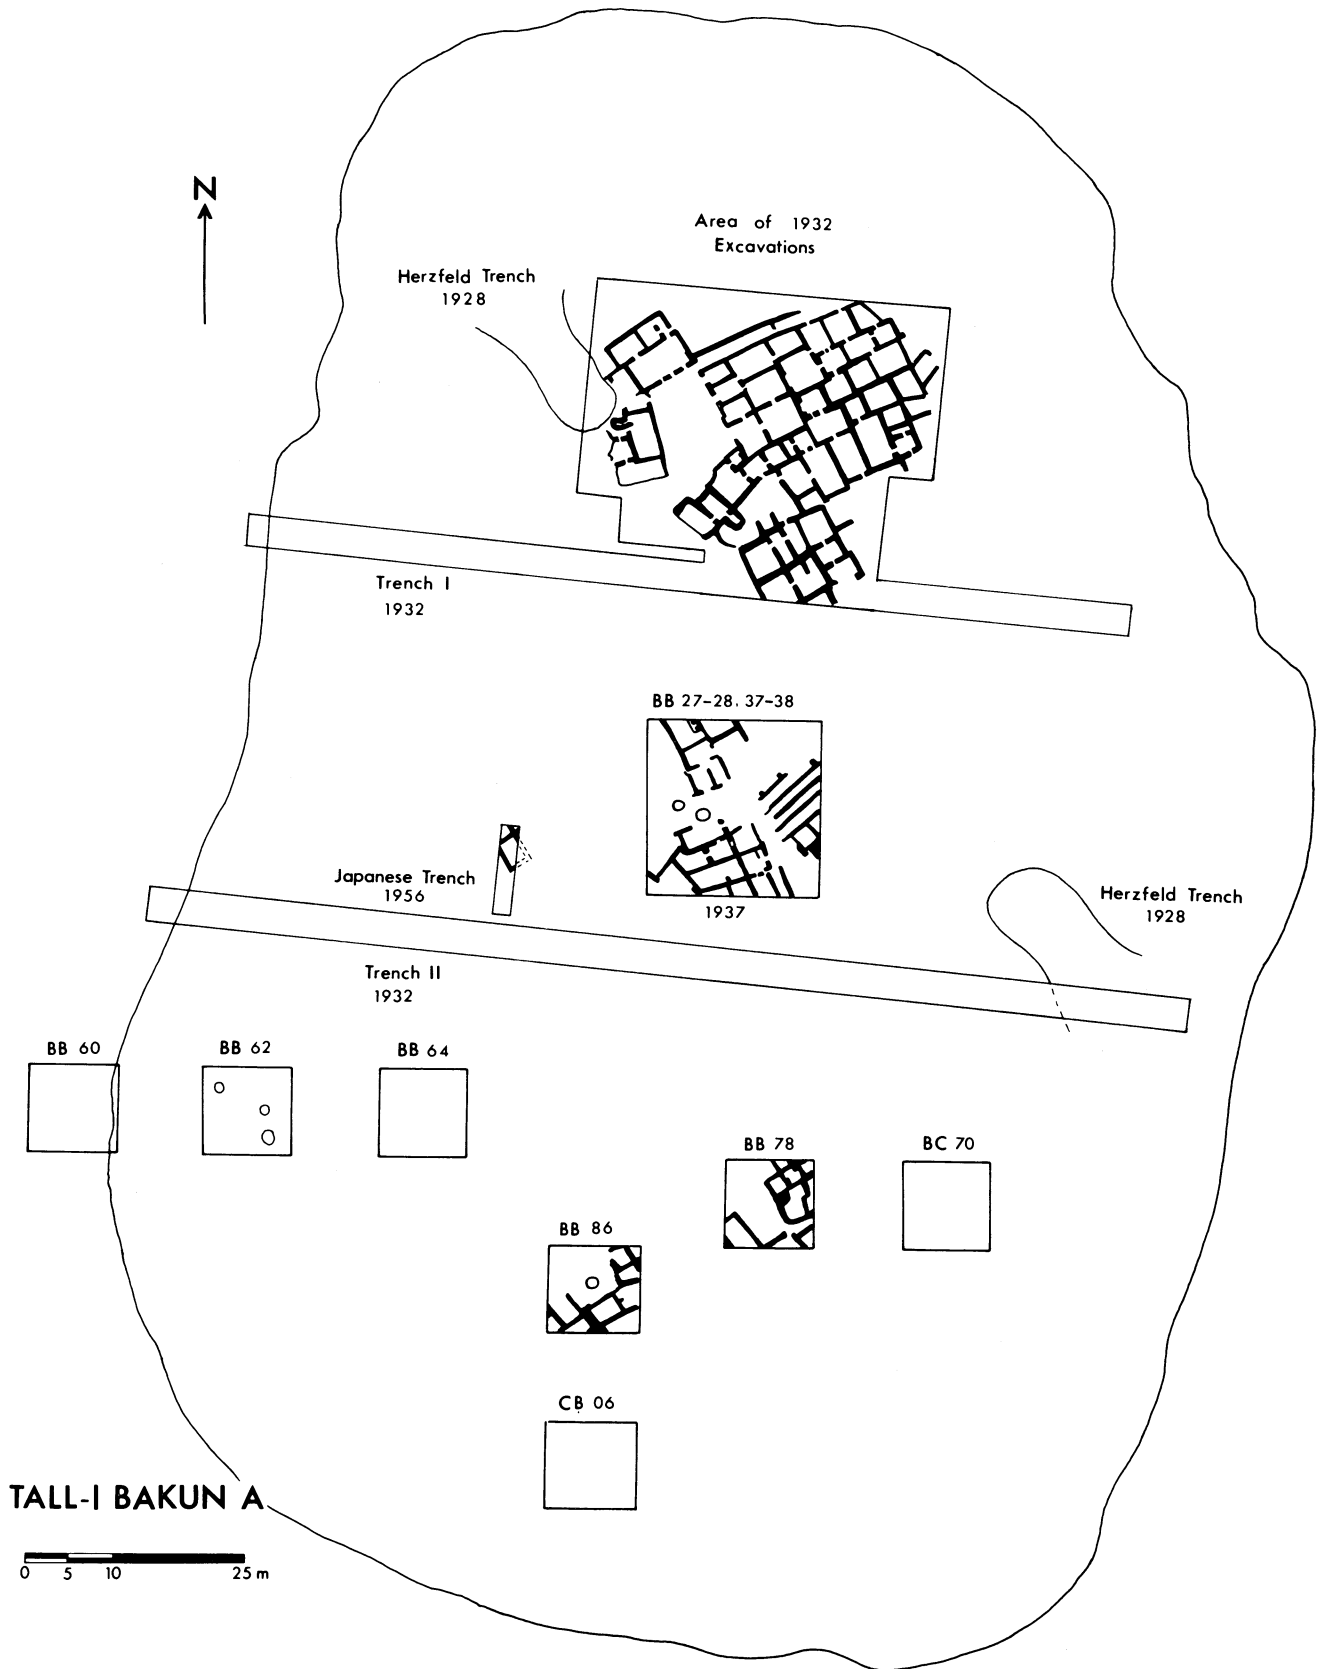 N
Area of 1932
Excavations
Herzfeld Trench
1928
Trench I
1932
BB 27-28, 37-38
1937
Japanese Trench
1956
Herzfeld Trench
1928
Trench II
1932
BB 60
BB 62
BB 64
BB 78
BC 70
BB 86
CB 06
TALL-I BAKUN A
0 5 10 25 m